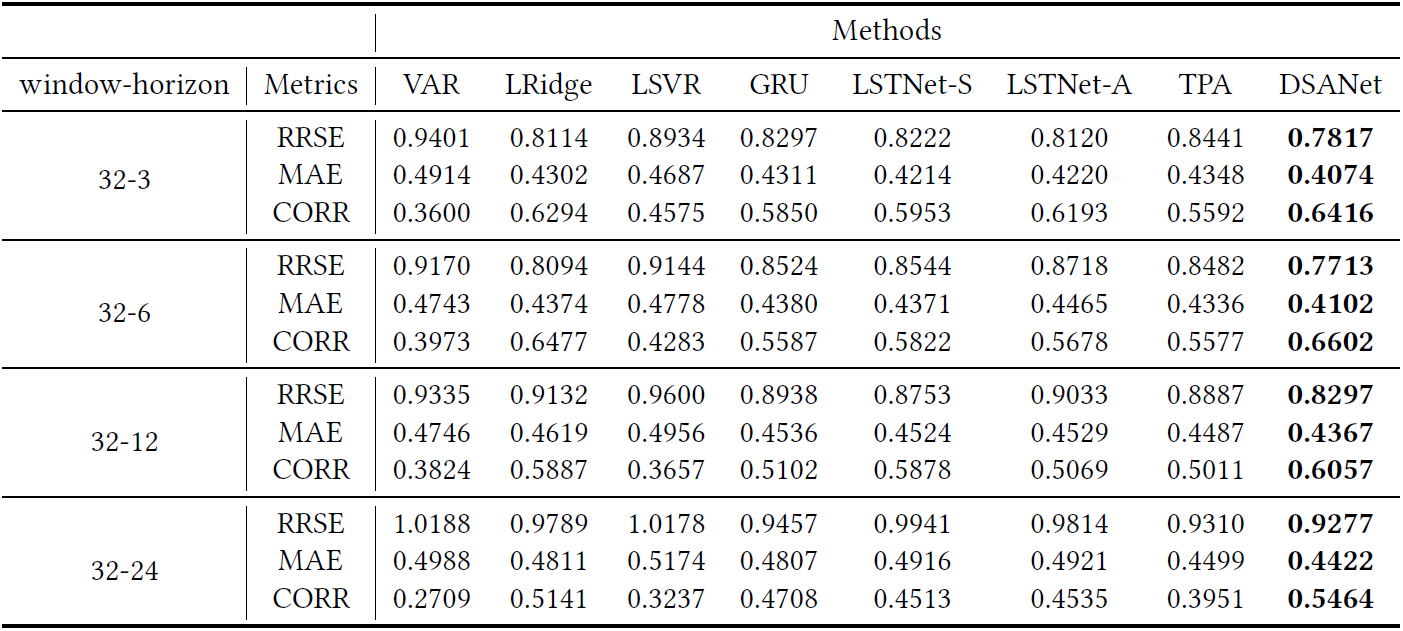 Methods
window-horizon Metrics VAR LRidge LSVR GRU LSTNet-S LSTNet-A TPA DSANet
32-3
RRSE 0.9401 0.8114 0.8934 0.8297 0.8222 0.8120 0.8441 0.7817
MAE 0.4914 0.4302 0.4687 0.4311 0.4214 0.4220 0.4348 0.4074
CORR 0.3600 0.6294 0.4575 0.5850 0.5953 0.6193 0.5592 0.6416
32-6
RRSE 0.9170 0.8094 0.9144 0.8524 0.8544 0.8718 0.8482 0.7713
MAE 0.4743 0.4374 0.4778 0.4380 0.4371 0.4465 0.4336 0.4102
CORR 0.3973 0.6477 0.4283 0.5587 0.5822 0.5678 0.5577 0.6602
32-12
RRSE 0.9335 0.9132 0.9600 0.8938 0.8753 0.9033 0.8887 0.8297
MAE 0.4746 0.4619 0.4956 0.4536 0.4524 0.4529 0.4487 0.4367
CORR 0.3824 0.5887 0.3657 0.5102 0.5878 0.5069 0.5011 0.6057
32-24
RRSE 1.0188 0.9789 1.0178 0.9457 0.9941 0.9814 0.9310 0.9277
MAE 0.4988 0.4811 0.5174 0.4807 0.4916 0.4921 0.4499 0.4422
CORR 0.2709 0.5141 0.3237 0.4708 0.4513 0.4535 0.3951 0.5464